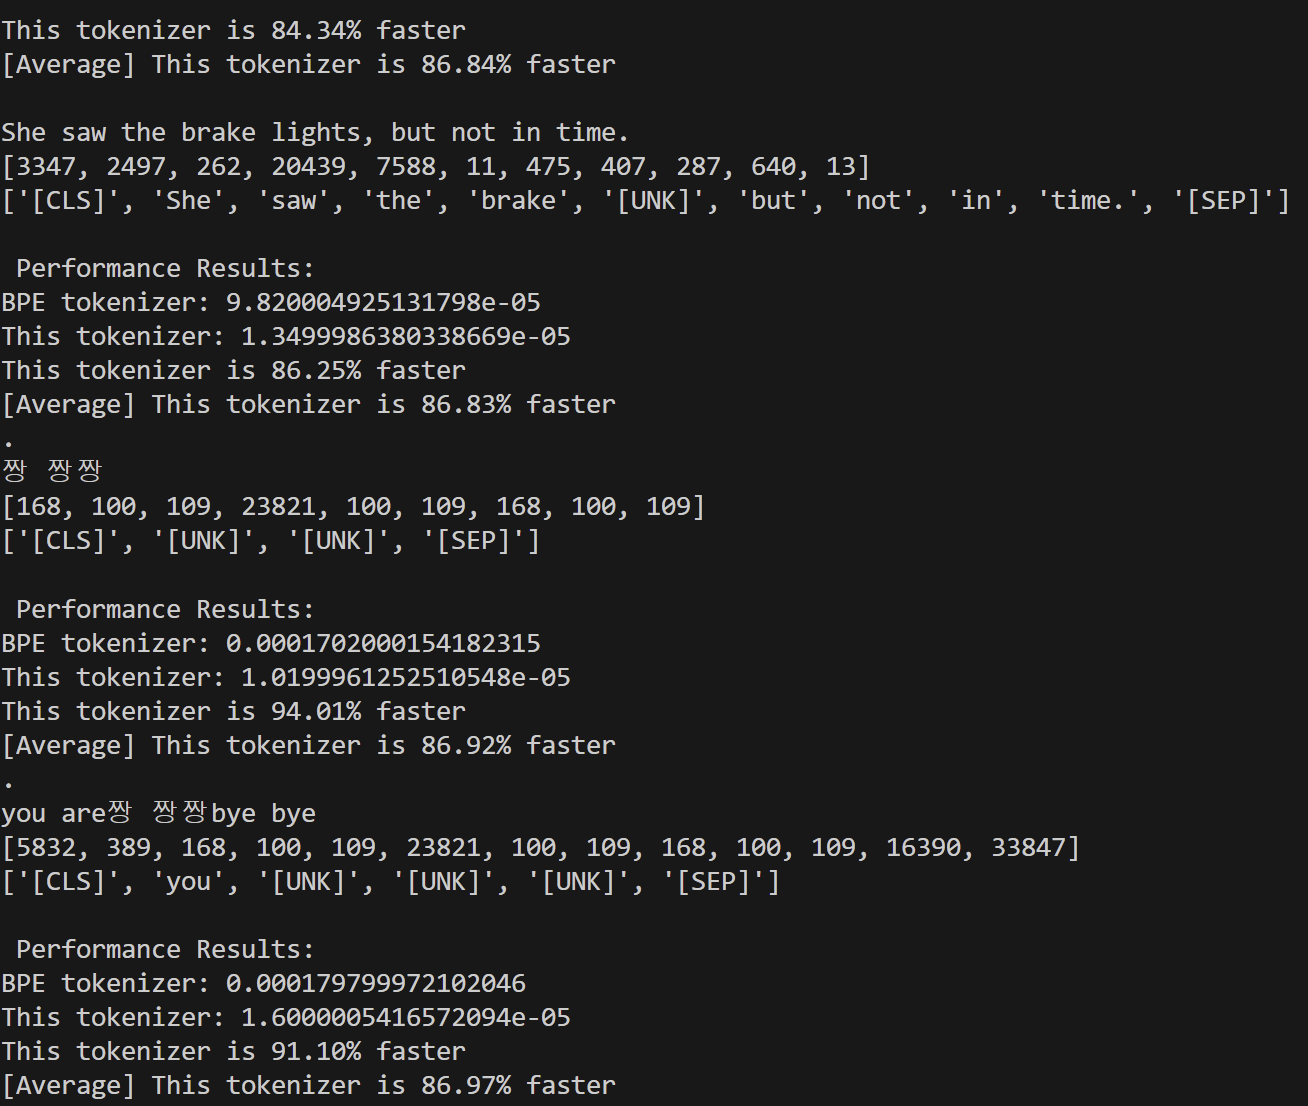 This tokenizer is 84.34% faster
[Average] This tokenizer is 86.84% faster
She saw the brake lights, but not in time.
[3347, 2497, 262, 20439, 7588, 11, 475, 407, 287, 640, 13]
['[CLS]', 'She', 'saw', 'the', 'brake', '[UNK]', 'but', 'not', 'in', 'time.', '[SEP]']
Performance Results:
BPE tokenizer: 9.820004925131798e-05
This tokenizer: 1.3499986380338669e-05
This tokenizer is 86.25% faster
[Average] This tokenizer is 86.83% faster
.
짱 짱짱
[168, 100, 109, 23821, 100, 109, 168, 100, 109]
['[CLS]', '[UNK]', '[UNK]', '[SEP]']
Performance Results:
BPE tokenizer: 0.0001702000154182315
This tokenizer: 1.0199961252510548e-05
This tokenizer is 94.01% faster
[Average] This tokenizer is 86.92% faster
.
you are짱 짱짱bye bye
[5832, 389, 168, 100, 109, 23821, 100, 109, 168, 100, 109, 16390, 33847]
['[CLS]', 'you', '[UNK]', '[UNK]', '[UNK]', '[SEP]']
Performance Results:
BPE tokenizer: 0.000179799972102046
This tokenizer: 1.6000005416572094e-05
This tokenizer is 91.10% faster
[Average] This tokenizer is 86.97% faster